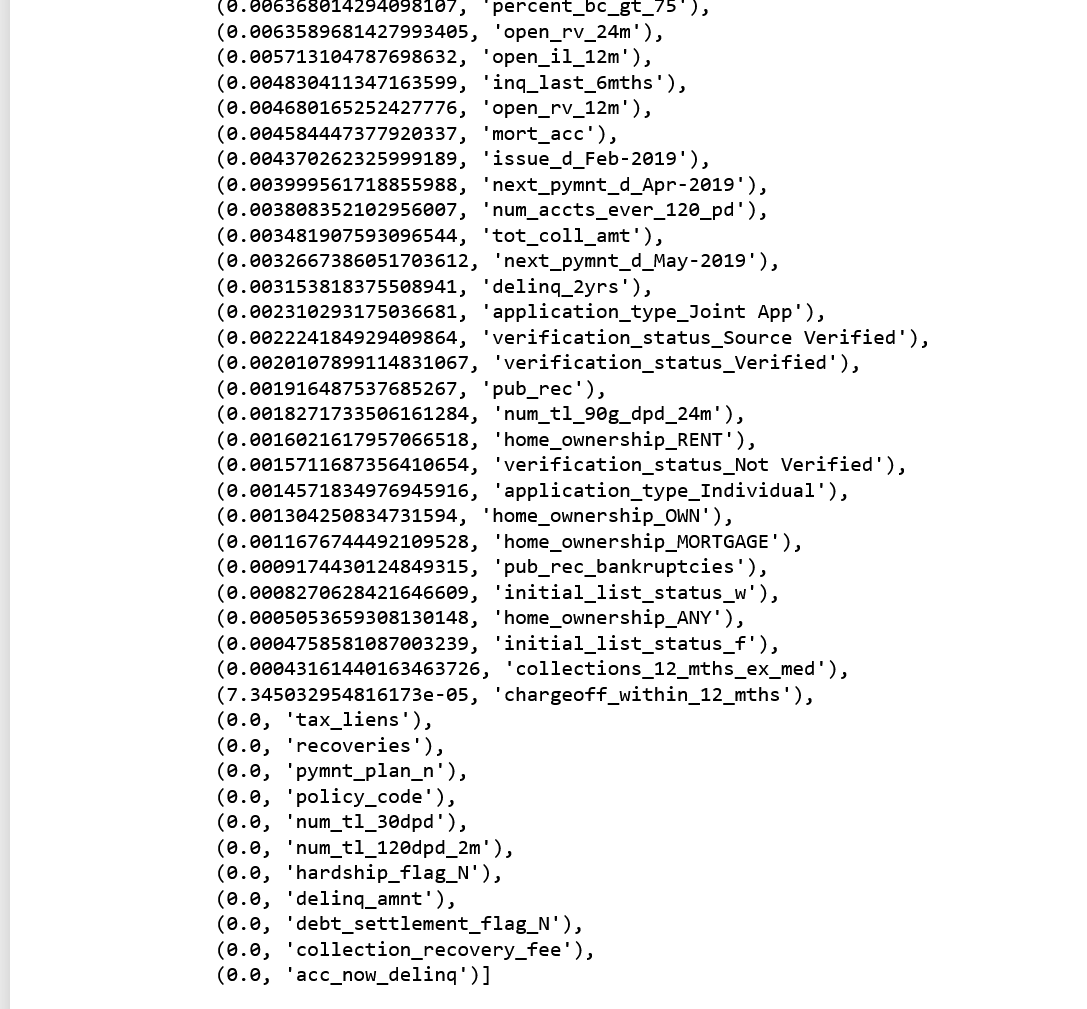 (0.006368014294098107, 'percent_bc_gt_75'),
(0.0063589681427993405, 'open_rv_24m'),
(0.005713104787698632, 'open_il_12m'),
(0.004830411347163599, 'inq_last_6mths'),
(0.004680165252427776, 'open_rv_12m'),
(0.004584447377920337, 'mort_acc'),
(0.004370262325999189, 'issue_d_Feb-2019'),
(0.003999561718855988, 'next_pymnt_d_Apr-2019'),
(0.003808352102956007, 'num_accts_ever_120_pd'),
(0.003481907593096544, 'tot_coll_amt'),
(0.0032667386051703612, 'next_pymnt_d_May-2019'),
(0.003153818375508941, 'delinq_2yrs'),
(0.002310293175036681, 'application_type_Joint App'),
(0.002224184929409864, 'verification_status_Source Verified'),
(0.0020107899114831067, 'verification_status_Verified'),
(0.001916487537685267, 'pub_rec'),
(0.0018271733506161284, 'num_tl_90g_dpd_24m'),
(0.0016021617957066518, 'home_ownership_RENT'),
(0.0015711687356410654, 'verification_status_Not Verified'),
(0.0014571834976945916, 'application_type_Individual'),
(0.001304250834731594, 'home_ownership_OWN'),
(0.0011676744492109528, 'home_ownership_MORTGAGE'),
(0.0009174430124849315, 'pub_rec_bankruptcies'),
(0.0008270628421646609, 'initial_list_status_w'),
(0.0005053659308130148, 'home_ownership_ANY'),
(0.0004758581087003239, 'initial_list_status_f'),
(0.00043161440163463726, 'collections_12_mths_ex_med'),
(7.345032954816173e-05, 'chargeoff_within_12_mths'),
(0.0, 'tax_liens'),
(0.0, 'recoveries'),
(0.0, 'pymnt_plan_n'),
(0.0, 'policy_code'),
(0.0, 'num_tl_30dpd'),
(0.0, 'num_tl_120dpd_2m'),
(0.0, 'hardship_flag_N'),
(0.0, 'delinq_amnt'),
(0.0, 'debt_settlement_flag_N'),
(0.0, 'collection_recovery_fee'),
(0.0, 'acc_now_delinq')]